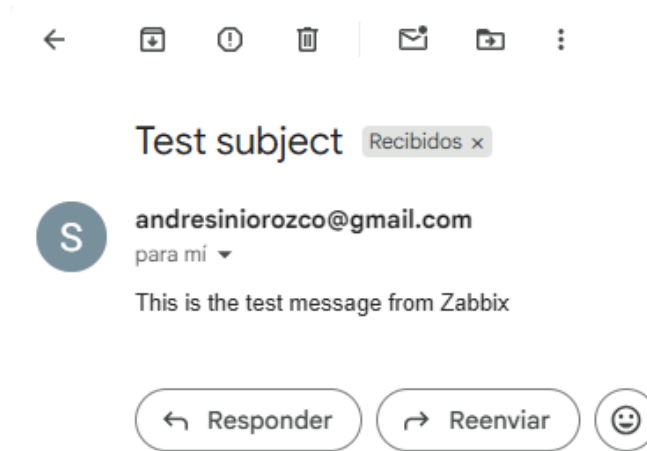 Test subject Recibidos x
S andresiniorozco@gmail.com
para mí
This is the test message from Zabbix
Responder Reenviar